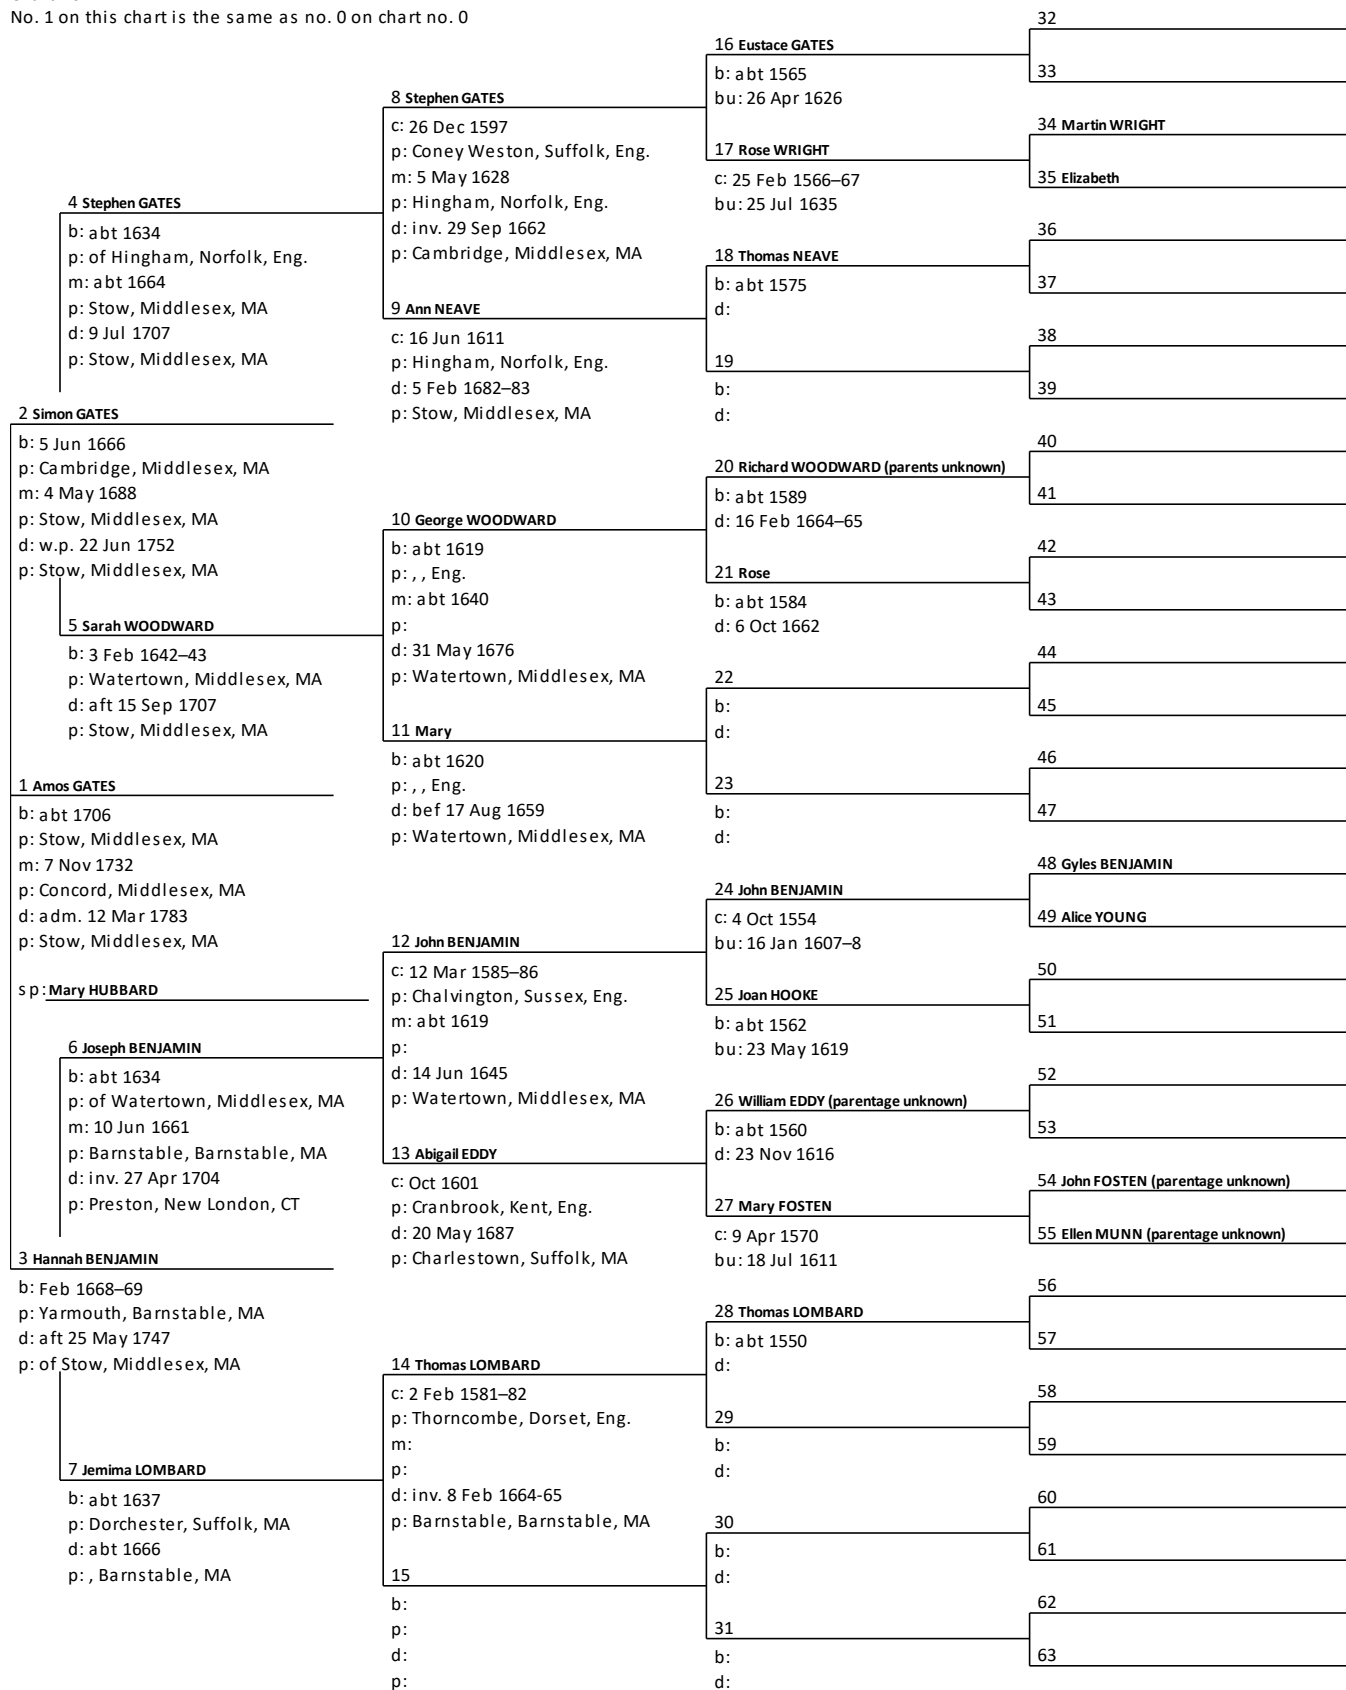 No. 1 on this chart is the same as no. 0 on chart no. 0
2 Simon GATES
b: 5 Jun 1666
p: Cambridge, Middlesex, MA
m: 4 May 1688
p: Stow, Middlesex, MA
d: w.p. 22 Jun 1752
p: Stow, Middlesex, MA
1 Amos GATES
b: abt 1706
p: Stow, Middlesex, MA
m: 7 Nov 1732
p: Concord, Middlesex, MA
d: adm. 12 Mar 1783
p: Stow, Middlesex, MA
sp: Mary HUBBARD
3 Hannah BENJAMIN
b: Feb 1668–69
p: Yarmouth, Barnstable, MA
d: aft 25 May 1747
p: of Stow, Middlesex, MA
4 Stephen GATES
b: abt 1634
p: of Hingham, Norfolk, Eng.
m: abt 1664
p: Stow, Middlesex, MA
d: 9 Jul 1707
p: Stow, Middlesex, MA
5 Sarah WOODWARD
b: 3 Feb 1642–43
p: Watertown, Middlesex, MA
d: aft 15 Sep 1707
p: Stow, Middlesex, MA
6 Joseph BENJAMIN
b: abt 1634
p: of Watertown, Middlesex, MA
m: 10 Jun 1661
p: Barnstable, Barnstable, MA
d: inv. 27 Apr 1704
p: Preston, New London, CT
7 Jemima LOMBARD
b: abt 1637
p: Dorchester, Suffolk, MA
d: abt 1666
p: , Barnstable, MA
8 Stephen GATES
c: 26 Dec 1597
p: Coney Weston, Suffolk, Eng.
m: 5 May 1628
p: Hingham, Norfolk, Eng.
d: inv. 29 Sep 1662
p: Cambridge, Middlesex, MA
9 Ann NEAVE
c: 16 Jun 1611
p: Hingham, Norfolk, Eng.
d: 5 Feb 1682–83
p: Stow, Middlesex, MA
10 George WOODWARD
b: abt 1619
p: , , Eng.
m: abt 1640
p:
d: 31 May 1676
p: Watertown, Middlesex, MA
11 Mary
b: abt 1620
p: , , Eng.
d: bef 17 Aug 1659
p: Watertown, Middlesex, MA
12 John BENJAMIN
c: 12 Mar 1585–86
p: Chalvington, Sussex, Eng.
m: abt 1619
p:
d: 14 Jun 1645
p: Watertown, Middlesex, MA
13 Abigail EDDY
c: Oct 1601
p: Cranbrook, Kent, Eng.
d: 20 May 1687
p: Charlestown, Suffolk, MA
14 Thomas LOMBARD
c: 2 Feb 1581–82
p: Thorncombe, Dorset, Eng.
m:
p:
d: inv. 8 Feb 1664-65
p: Barnstable, Barnstable, MA
15
b:
p:
d:
p:
16 Eustace GATES
b: abt 1565
bu: 26 Apr 1626
17 Rose WRIGHT
c: 25 Feb 1566–67
bu: 25 Jul 1635
18 Thomas NEAVE
b: abt 1575
d:
19
b:
d:
20 Richard WOODWARD (parents unknown)
b: abt 1589
d: 16 Feb 1664–65
21 Rose
b: abt 1584
d: 6 Oct 1662
22
b:
d:
23
b:
d:
24 John BENJAMIN
c: 4 Oct 1554
bu: 16 Jan 1607–8
25 Joan HOOKE
b: abt 1562
bu: 23 May 1619
26 William EDDY (parentage unknown)
b: abt 1560
d: 23 Nov 1616
27 Mary FOSTEN
c: 9 Apr 1570
bu: 18 Jul 1611
28 Thomas LOMBARD
b: abt 1550
d:
29
b:
d:
30
b:
d:
31
b:
d:
32
33
34 Martin WRIGHT
35 Elizabeth
36
37
38
39
40
41
42
43
44
45
46
47
48 Gyles BENJAMIN
49 Alice YOUNG
50
51
52
53
54 John FOSTEN (parentage unknown)
55 Ellen MUNN (parentage unknown)
56
57
58
59
60
61
62
63